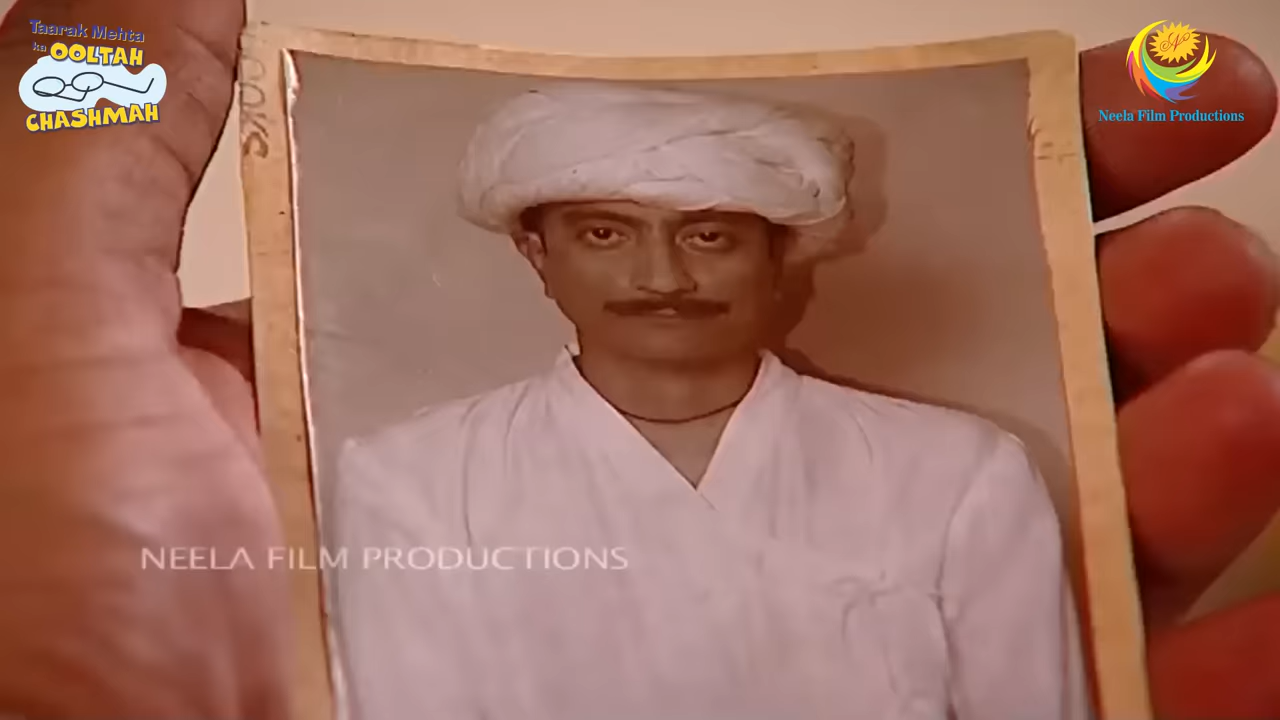 Taarak Mehta
ka OOLTAH
CHASHMAH
Neela Film Productions
NEELA FILM PRODUCTIONS